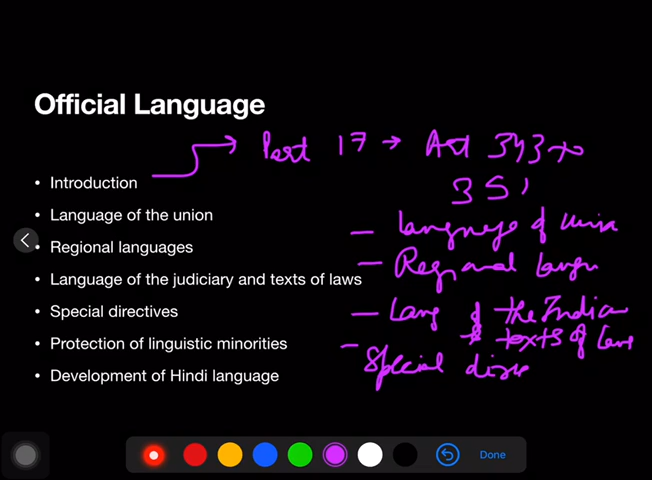 Official Language
Part 17 → Art 343 to
351
• Introduction
• Language of the union
— Language of Union
• Regional languages
— Regional Langu
• Language of the judiciary and texts of laws
• Special directives
— Lang of the
& texts of Law
• Protection of linguistic minorities
— Special dire
• Development of Hindi language
Done